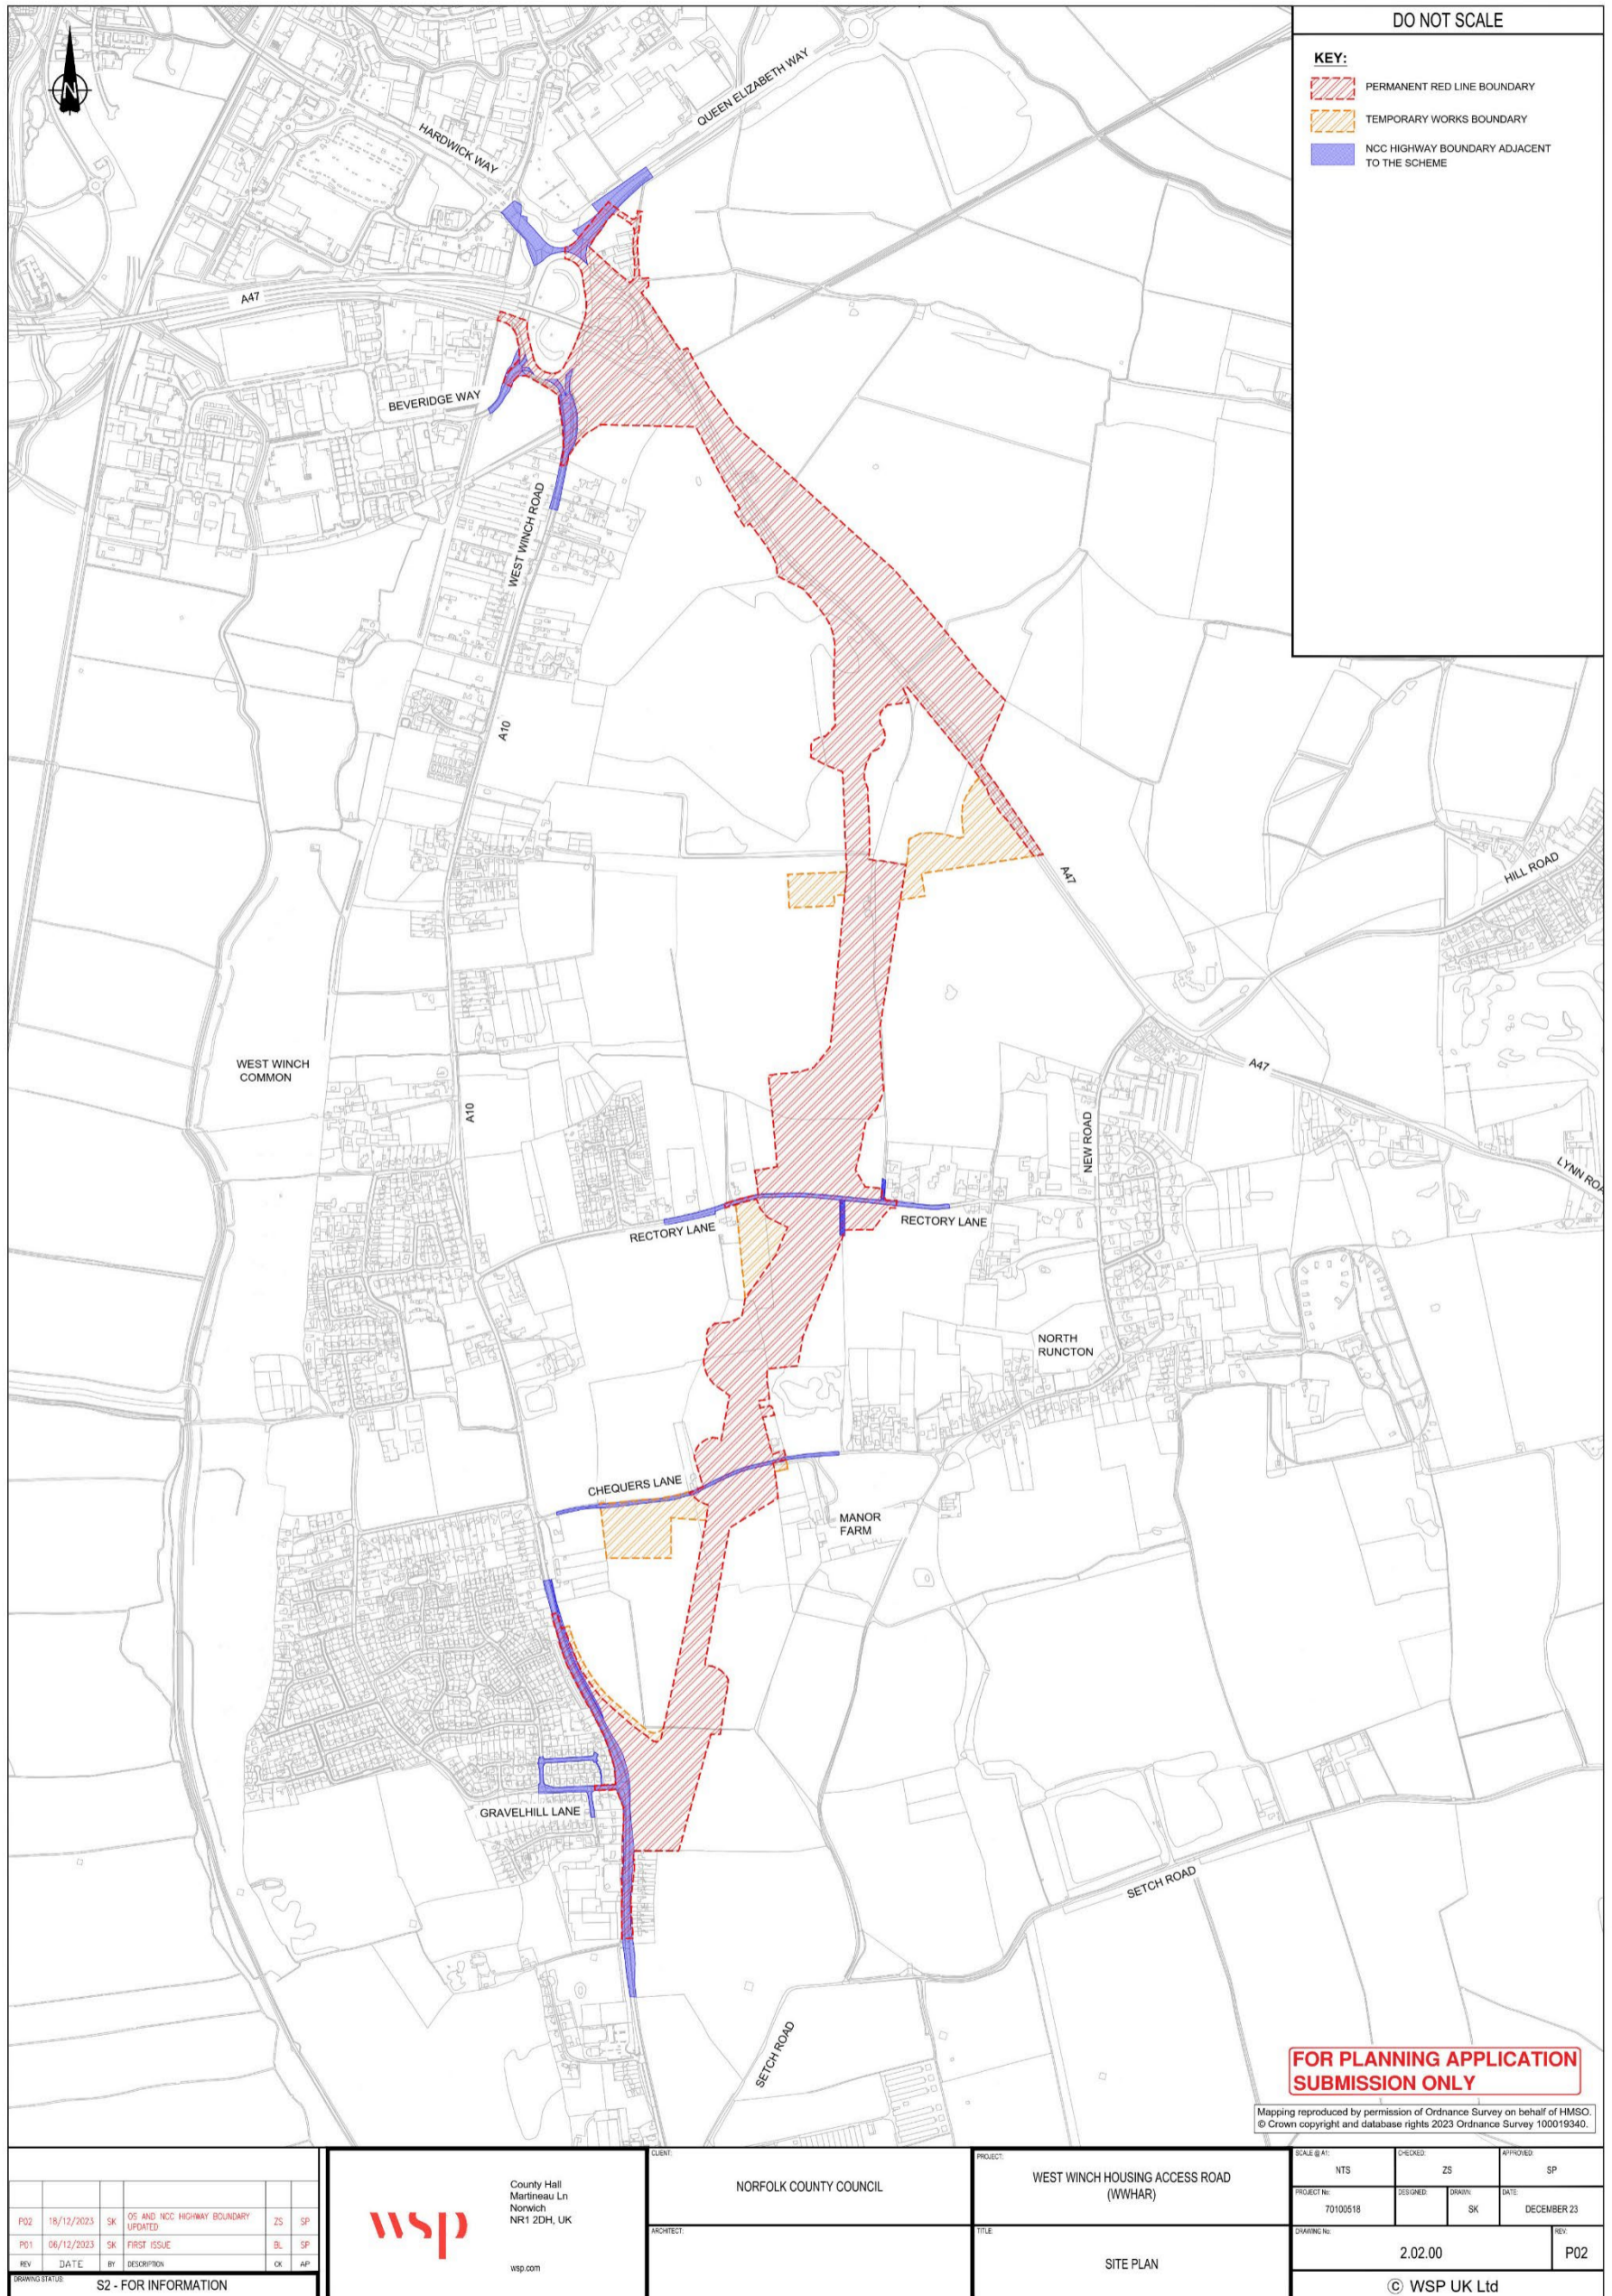 DO NOT SCALE
KEY:
PERMANENT RED LINE BOUNDARY
TEMPORARY WORKS BOUNDARY
NCC HIGHWAY BOUNDARY ADJACENT
TO THE SCHEME
N
QUEEN ELIZABETH WAY
HARDWICK WAY
A47
BEVERIDGE WAY
WEST WINCH ROAD
A10
A47
HILL ROAD
WEST WINCH
COMMON
A10
A47
NEW ROAD
LYNN ROA
RECTORY LANE
RECTORY LANE
NORTH
RUNCTON
CHEQUERS LANE
MANOR
FARM
GRAVELHILL LANE
SETCH ROAD
SETCH ROAD
FOR PLANNING APPLICATION
SUBMISSION ONLY
Mapping reproduced by permission of Ordnance Survey on behalf of HMSO.
© Crown copyright and database rights 2023 Ordnance Survey 100019340.
P02 18/12/2023 SK OS AND NCC HIGHWAY BOUNDARY UPDATED ZS SP
P01 06/12/2023 SK FIRST ISSUE BL SP
REV DATE BY DESCRIPTION CK AP
DRAWING STATUS:
S2 - FOR INFORMATION
wsp
County Hall
Martineau Ln
Norwich
NR1 2DH, UK
wsp.com
CLIENT:
NORFOLK COUNTY COUNCIL
ARCHITECT:
PROJECT:
WEST WINCH HOUSING ACCESS ROAD
(WWHAR)
TITLE:
SITE PLAN
SCALE @ A1: CHECKED: APPROVED:
NTS ZS SP
PROJECT No: DESIGNED: DRAWN: DATE:
70100518 SK DECEMBER 23
DRAWING No: REV:
2.02.00 P02
© WSP UK Ltd